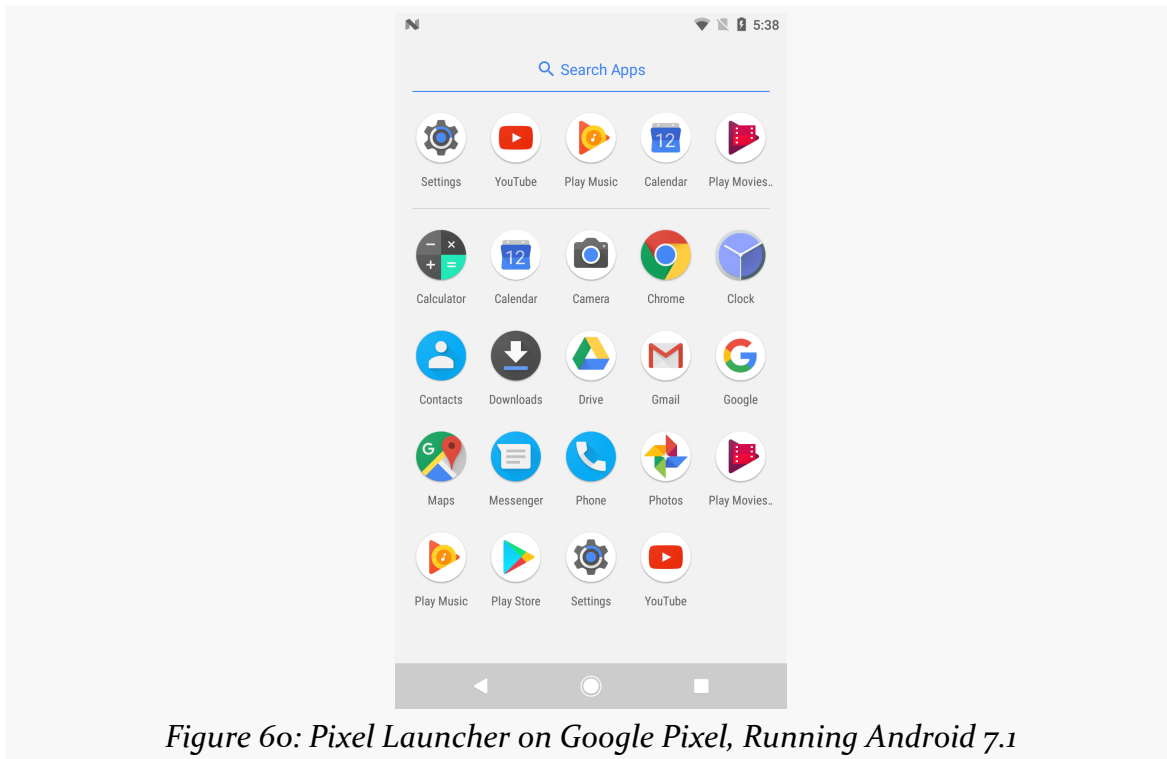 5:38
Search Apps
12
Settings YouTube Play Music Calendar Play Movies..
12
Calculator Calendar Camera Chrome Clock
Contacts Downloads Drive Gmail Google
G
Maps Messenger Phone Photos Play Movies..
Play Music Play Store Settings YouTube
Figure 60: Pixel Launcher on Google Pixel, Running Android 7.1